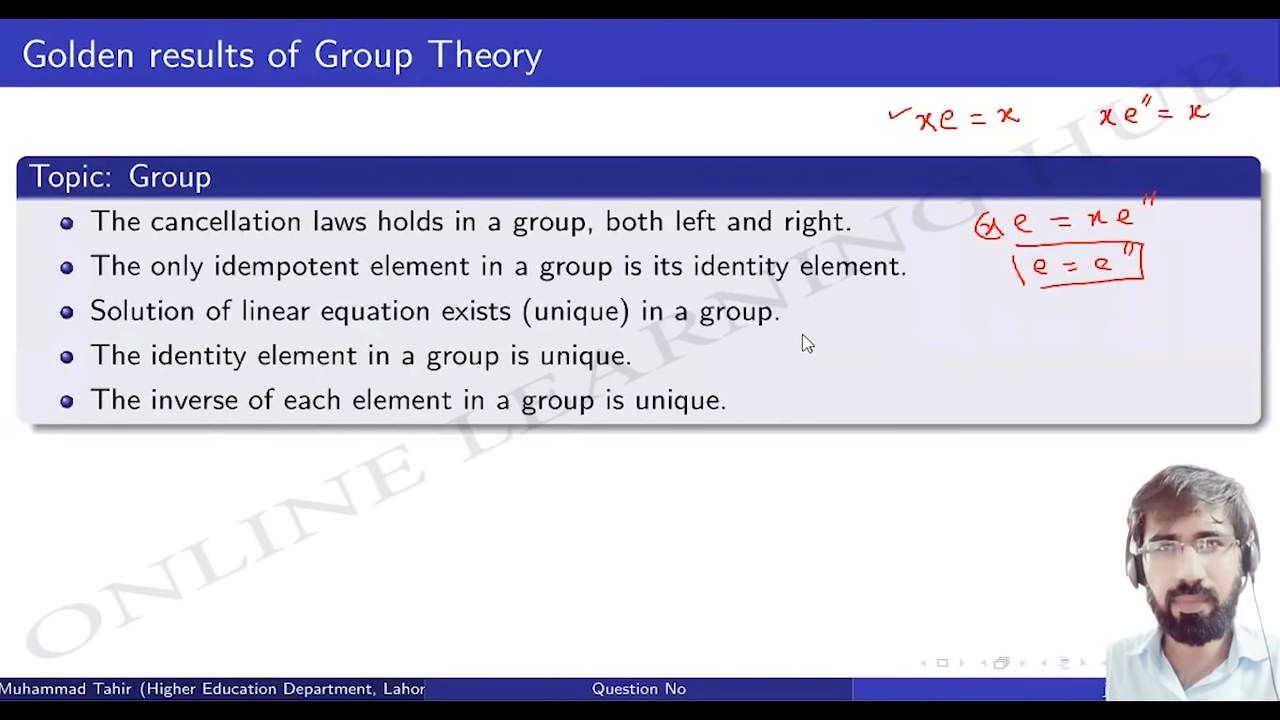 Golden results of Group Theory
xe = x xe" = x
Topic: Group
The cancellation laws holds in a group, both left and right.
xe = xe"
The only idempotent element in a group is its identity element.
e = e"
Solution of linear equation exists (unique) in a group.
The identity element in a group is unique.
The inverse of each element in a group is unique.
ONLINE LEARNING HUB
Muhammad Tahir (Higher Education Department, Lahor
Question No